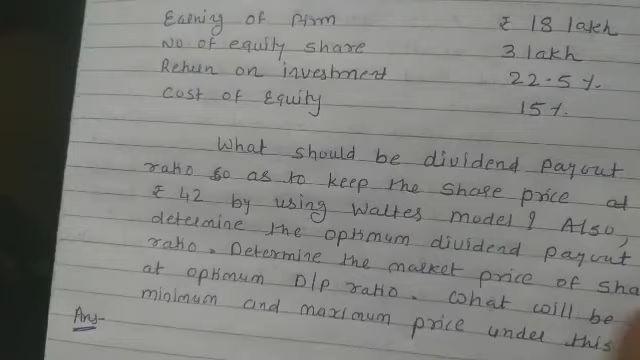 Earning of firm ₹ 18 lakh
No of equity share 3 lakh
Return on investment 22.5 %.
Cost of Equity 15 %.
What should be dividend payout
ratio so as to keep the share price at
₹ 42 by using Walter model? Also,
determine the optimum dividend payout
ratio. Determine the market price of sha
at optimum D/p ratio. What will be
minimum and maximum price under this
Ans-